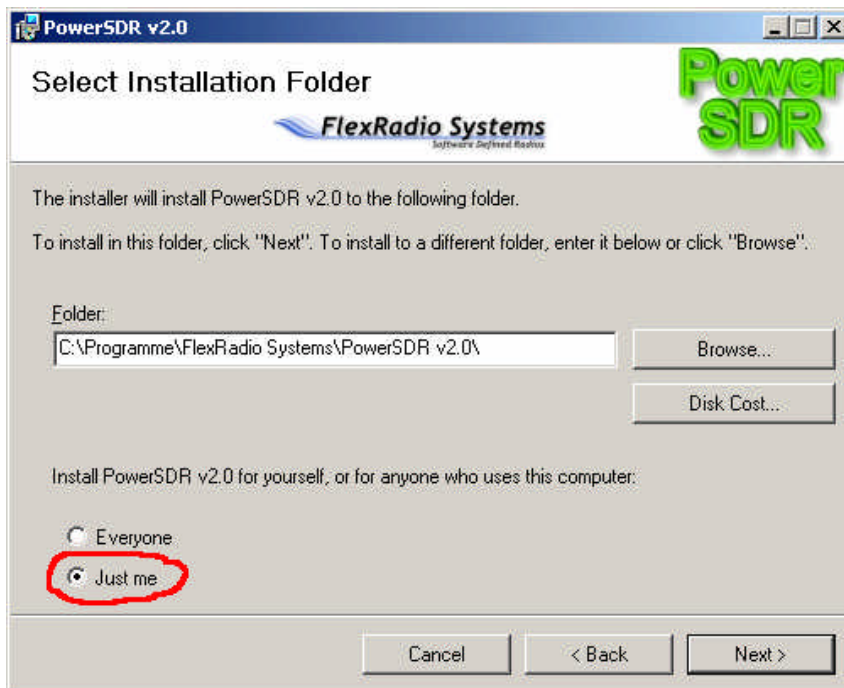 PowerSDR v2.0
Select Installation Folder
Power
SDR
FlexRadio Systems
Software Defined Radios
The installer will install PowerSDR v2.0 to the following folder.
To install in this folder, click "Next". To install to a different folder, enter it below or click "Browse".
Folder:
C:\Programme\FlexRadio Systems\PowerSDR v2.0\
Browse...
Disk Cost...
Install PowerSDR v2.0 for yourself, or for anyone who uses this computer:
Everyone
Just me
Cancel
< Back
Next >